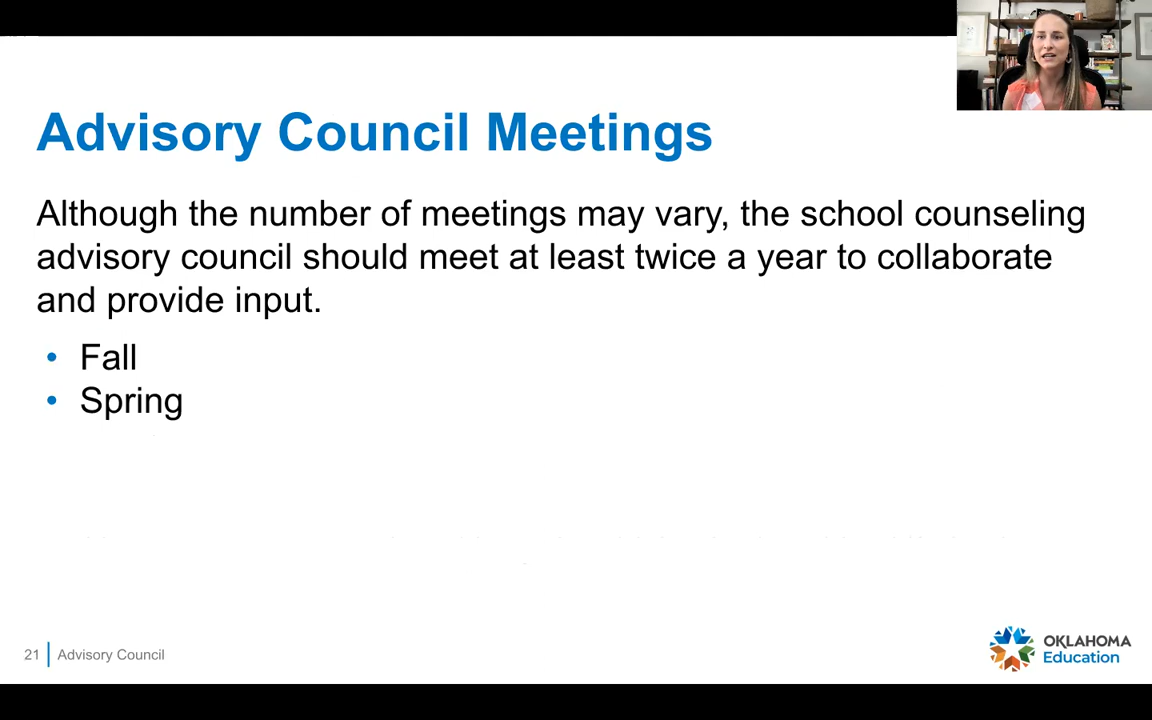 Advisory Council Meetings
Although the number of meetings may vary, the school counseling
advisory council should meet at least twice a year to collaborate
and provide input.
• Fall
• Spring
21 Advisory Council
OKLAHOMA
Education